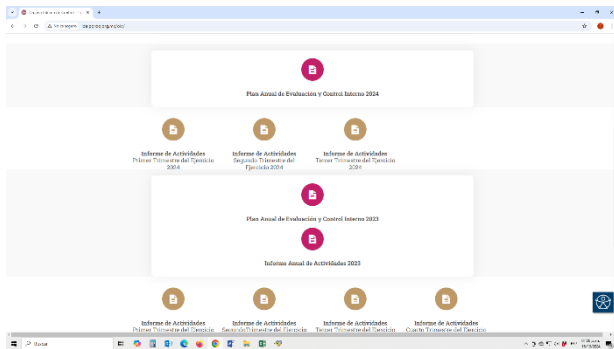 No seguro
Plan Anual de Evaluación y Control Interno 2024
Informe de Actividades
Primer Trimestre del Ejercicio
2024
Informe de Actividades
Segundo Trimestre del
Ejercicio 2024
Informe de Actividades
Tercer Trimestre del Ejercicio
2024
Plan Anual de Evaluación y Control Interno 2023
Informe Anual de Actividades 2023
Informe de Actividades
Primer Trimestre del Ejercicio
Informe de Actividades
Segundo Trimestre del Ejercicio
Informe de Actividades
Tercer Trimestre del Ejercicio
Informe de Actividades
Cuarto Trimestre del Ejercicio
Buscar